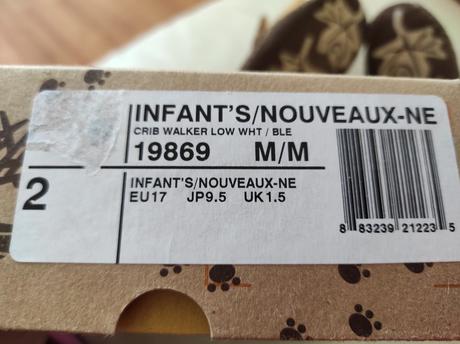 INFANT'S/NOUVEAUX-NE
CRIB WALKER LOW WHT / BLE
19869 M/M
2
INFANT'S/NOUVEAUX-NE
EU17 JP9.5 UK1.5
8 83239 21223 5